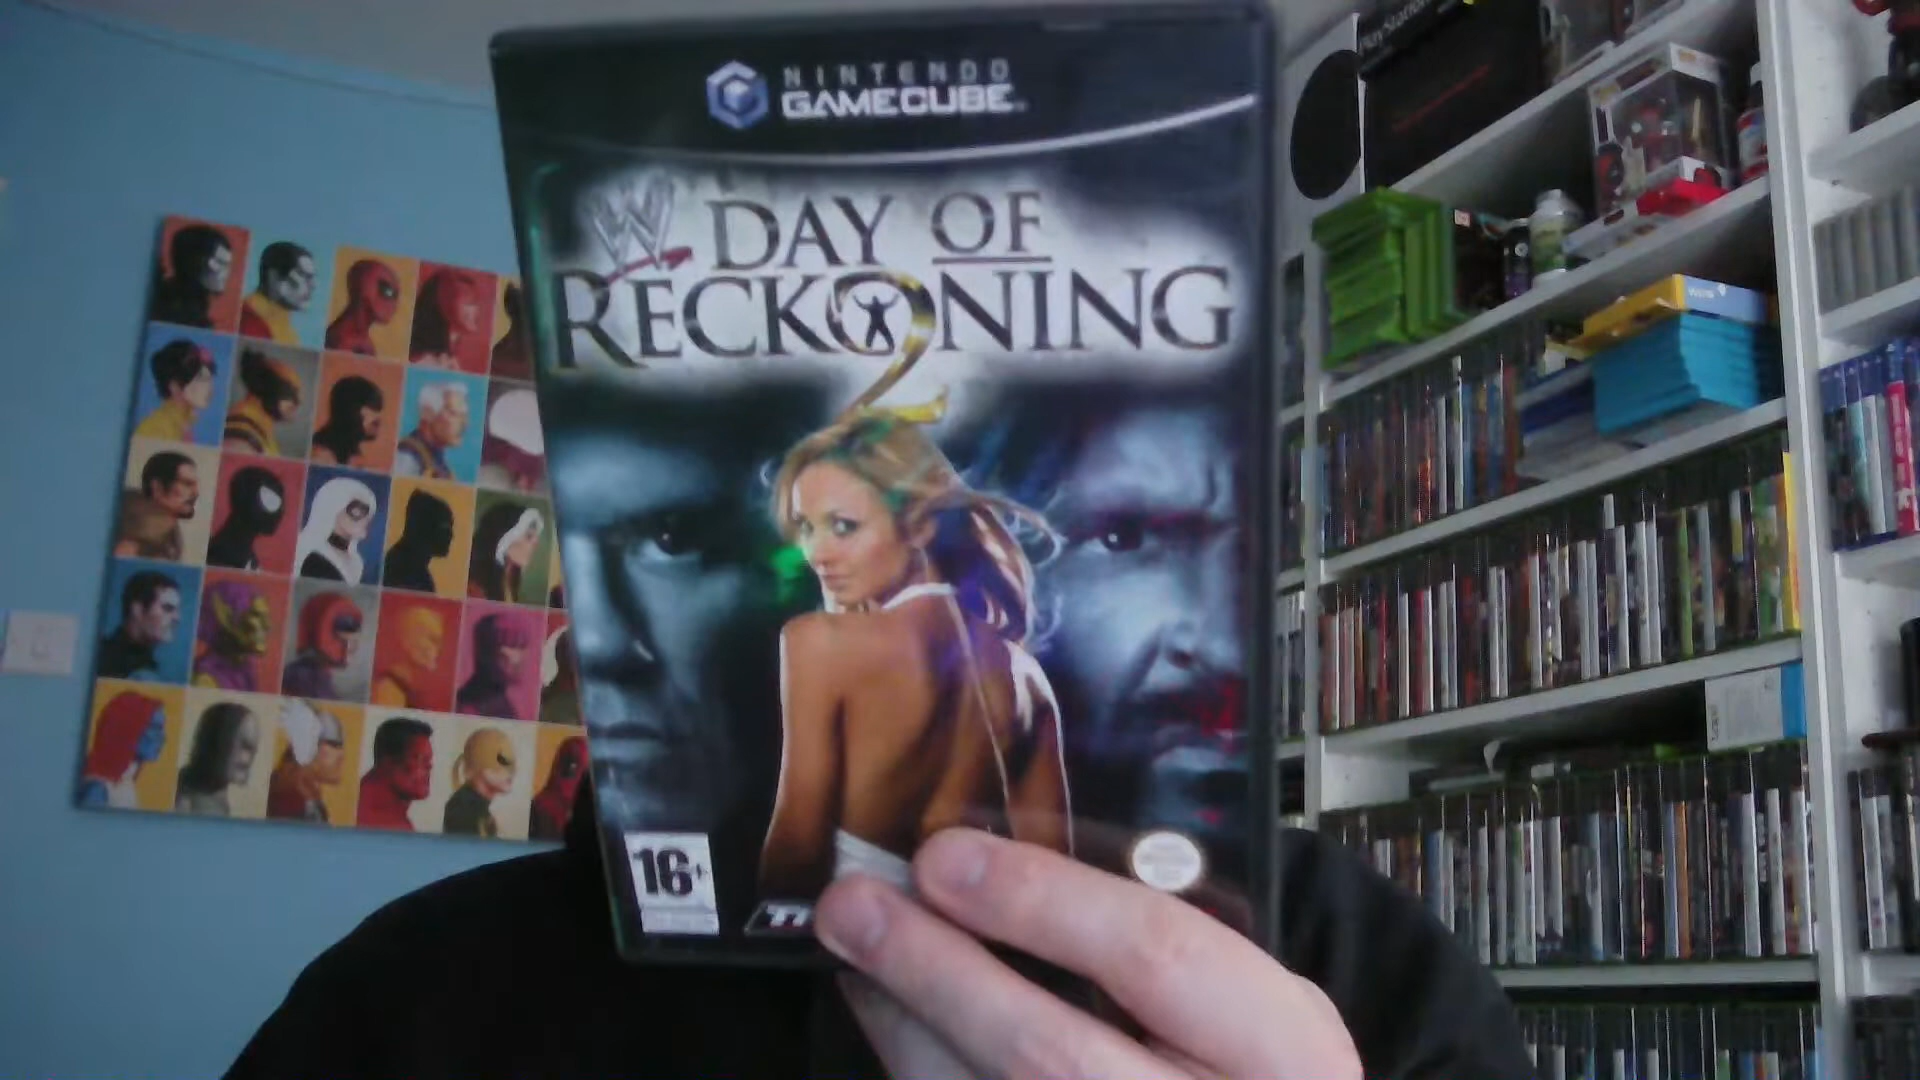 NINTENDO
GAMECUBE
W DAY OF
RECKONING
2
16+
PlayStation